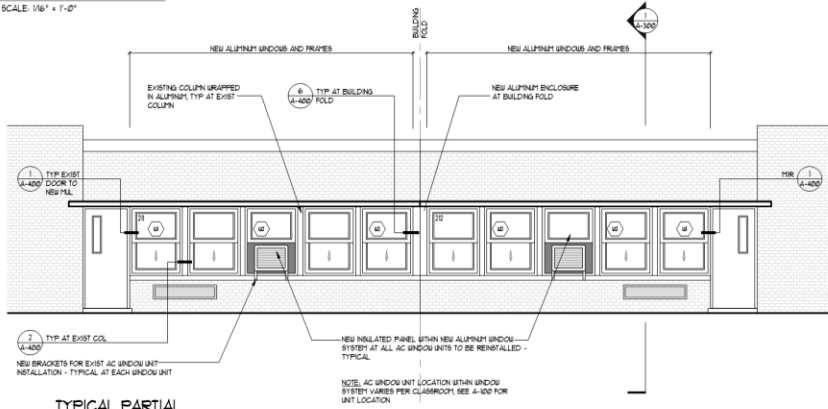 SCALE: 1/16" = 1'-0"
BUILDING
FOLD
1
A-300
NEW ALUMINUM WINDOWS AND FRAMES
NEW ALUMINUM WINDOWS AND FRAMES
EXISTING COLUMN WRAPPED
IN ALUMINUM, TYP AT EXIST
COLUMN
6
A-400
TYP AT BUILDING
FOLD
NEW ALUMINUM ENCLOSURE
AT BUILDING FOLD
1
A-400
TYP EXIST
DOOR TO
NEW MUL
MIR
1
A-400
211
212
2
A-400
TYP AT EXIST COL
NEW BRACKETS FOR EXIST AC WINDOW UNIT
INSTALLATION - TYPICAL AT EACH WINDOW UNIT
NEW INSULATED PANEL WITHIN NEW ALUMINUM WINDOW
SYSTEM AT ALL AC WINDOW UNITS TO BE REINSTALLED -
TYPICAL
NOTE: AC WINDOW UNIT LOCATION WITHIN WINDOW
SYSTEM VARIES PER CLASSROOM, SEE A-100 FOR
UNIT LOCATION
TYPICAL PARTIAL